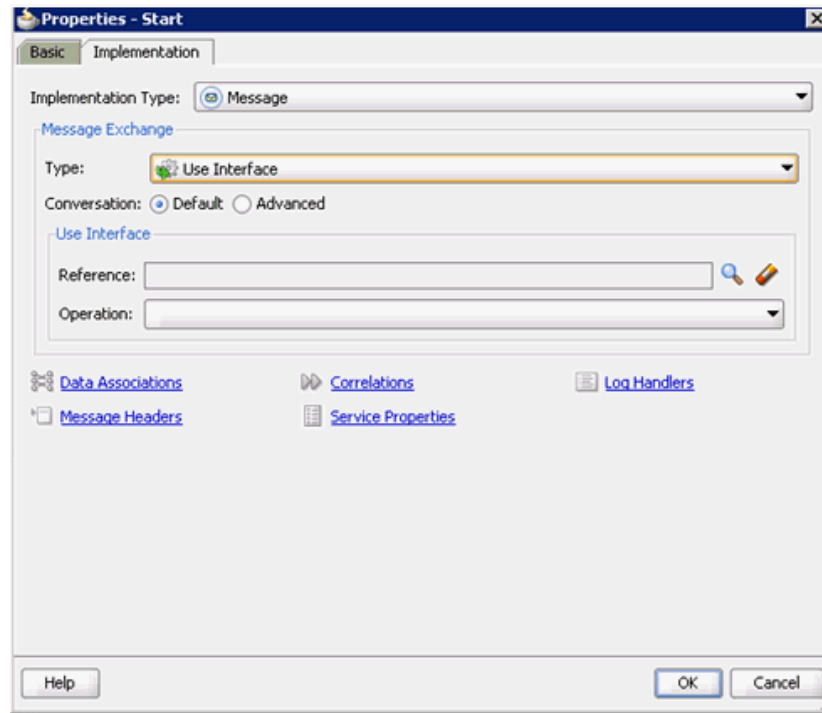 Properties - Start
Basic Implementation
Implementation Type: Message
Message Exchange
Type: Use Interface
Conversation: Default Advanced
Use Interface
Reference:
Operation:
Data Associations Correlations Log Handlers
Message Headers Service Properties
Help OK Cancel